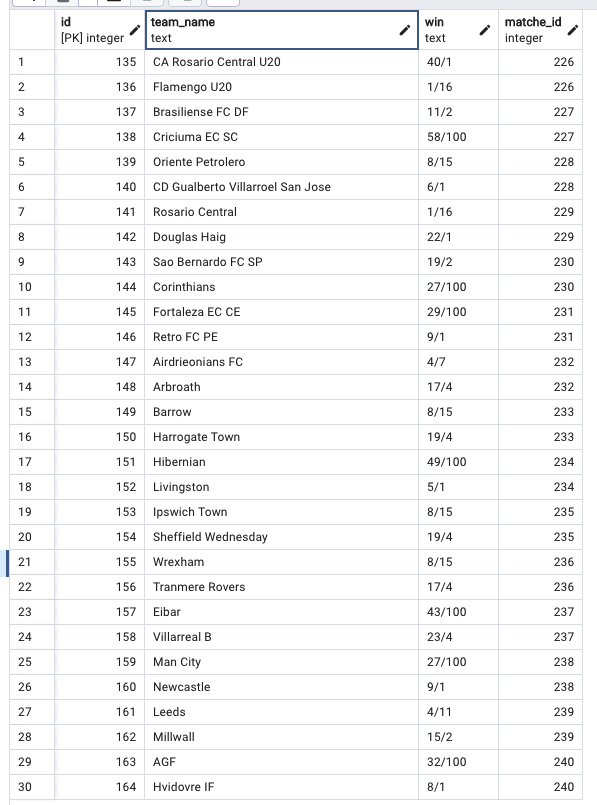 id team_name win matche_id
[PK] integer text text integer
1 135 CA Rosario Central U20 40/1 226
2 136 Flamengo U20 1/16 226
3 137 Brasiliense FC DF 11/2 227
4 138 Criciuma EC SC 58/100 227
5 139 Oriente Petrolero 8/15 228
6 140 CD Gualberto Villarroel San Jose 6/1 228
7 141 Rosario Central 1/16 229
8 142 Douglas Haig 22/1 229
9 143 Sao Bernardo FC SP 19/2 230
10 144 Corinthians 27/100 230
11 145 Fortaleza EC CE 29/100 231
12 146 Retro FC PE 9/1 231
13 147 Airdrieonians FC 4/7 232
14 148 Arbroath 17/4 232
15 149 Barrow 8/15 233
16 150 Harrogate Town 19/4 233
17 151 Hibernian 49/100 234
18 152 Livingston 5/1 234
19 153 Ipswich Town 8/15 235
20 154 Sheffield Wednesday 19/4 235
21 155 Wrexham 8/15 236
22 156 Tranmere Rovers 17/4 236
23 157 Eibar 43/100 237
24 158 Villarreal B 23/4 237
25 159 Man City 27/100 238
26 160 Newcastle 9/1 238
27 161 Leeds 4/11 239
28 162 Millwall 15/2 239
29 163 AGF 32/100 240
30 164 Hvidovre IF 8/1 240